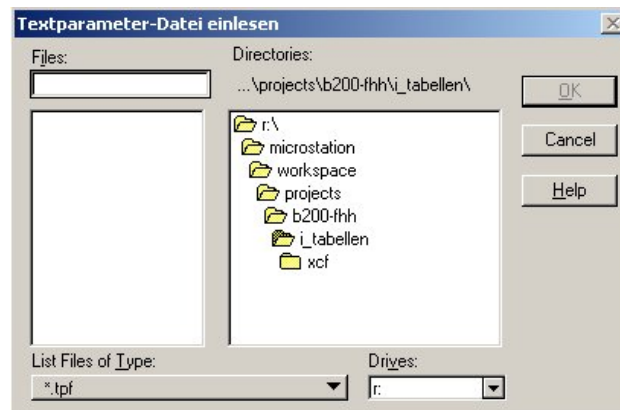 Textparameter-Datei einlesen
Files:
Directories:
...\projects\b200-fhh\i_tabellen\
OK
r:\
microstation
Cancel
workspace
projects
Help
b200-fhh
i_tabellen
xcf
List Files of Type:
Drives:
*.tpf
r: